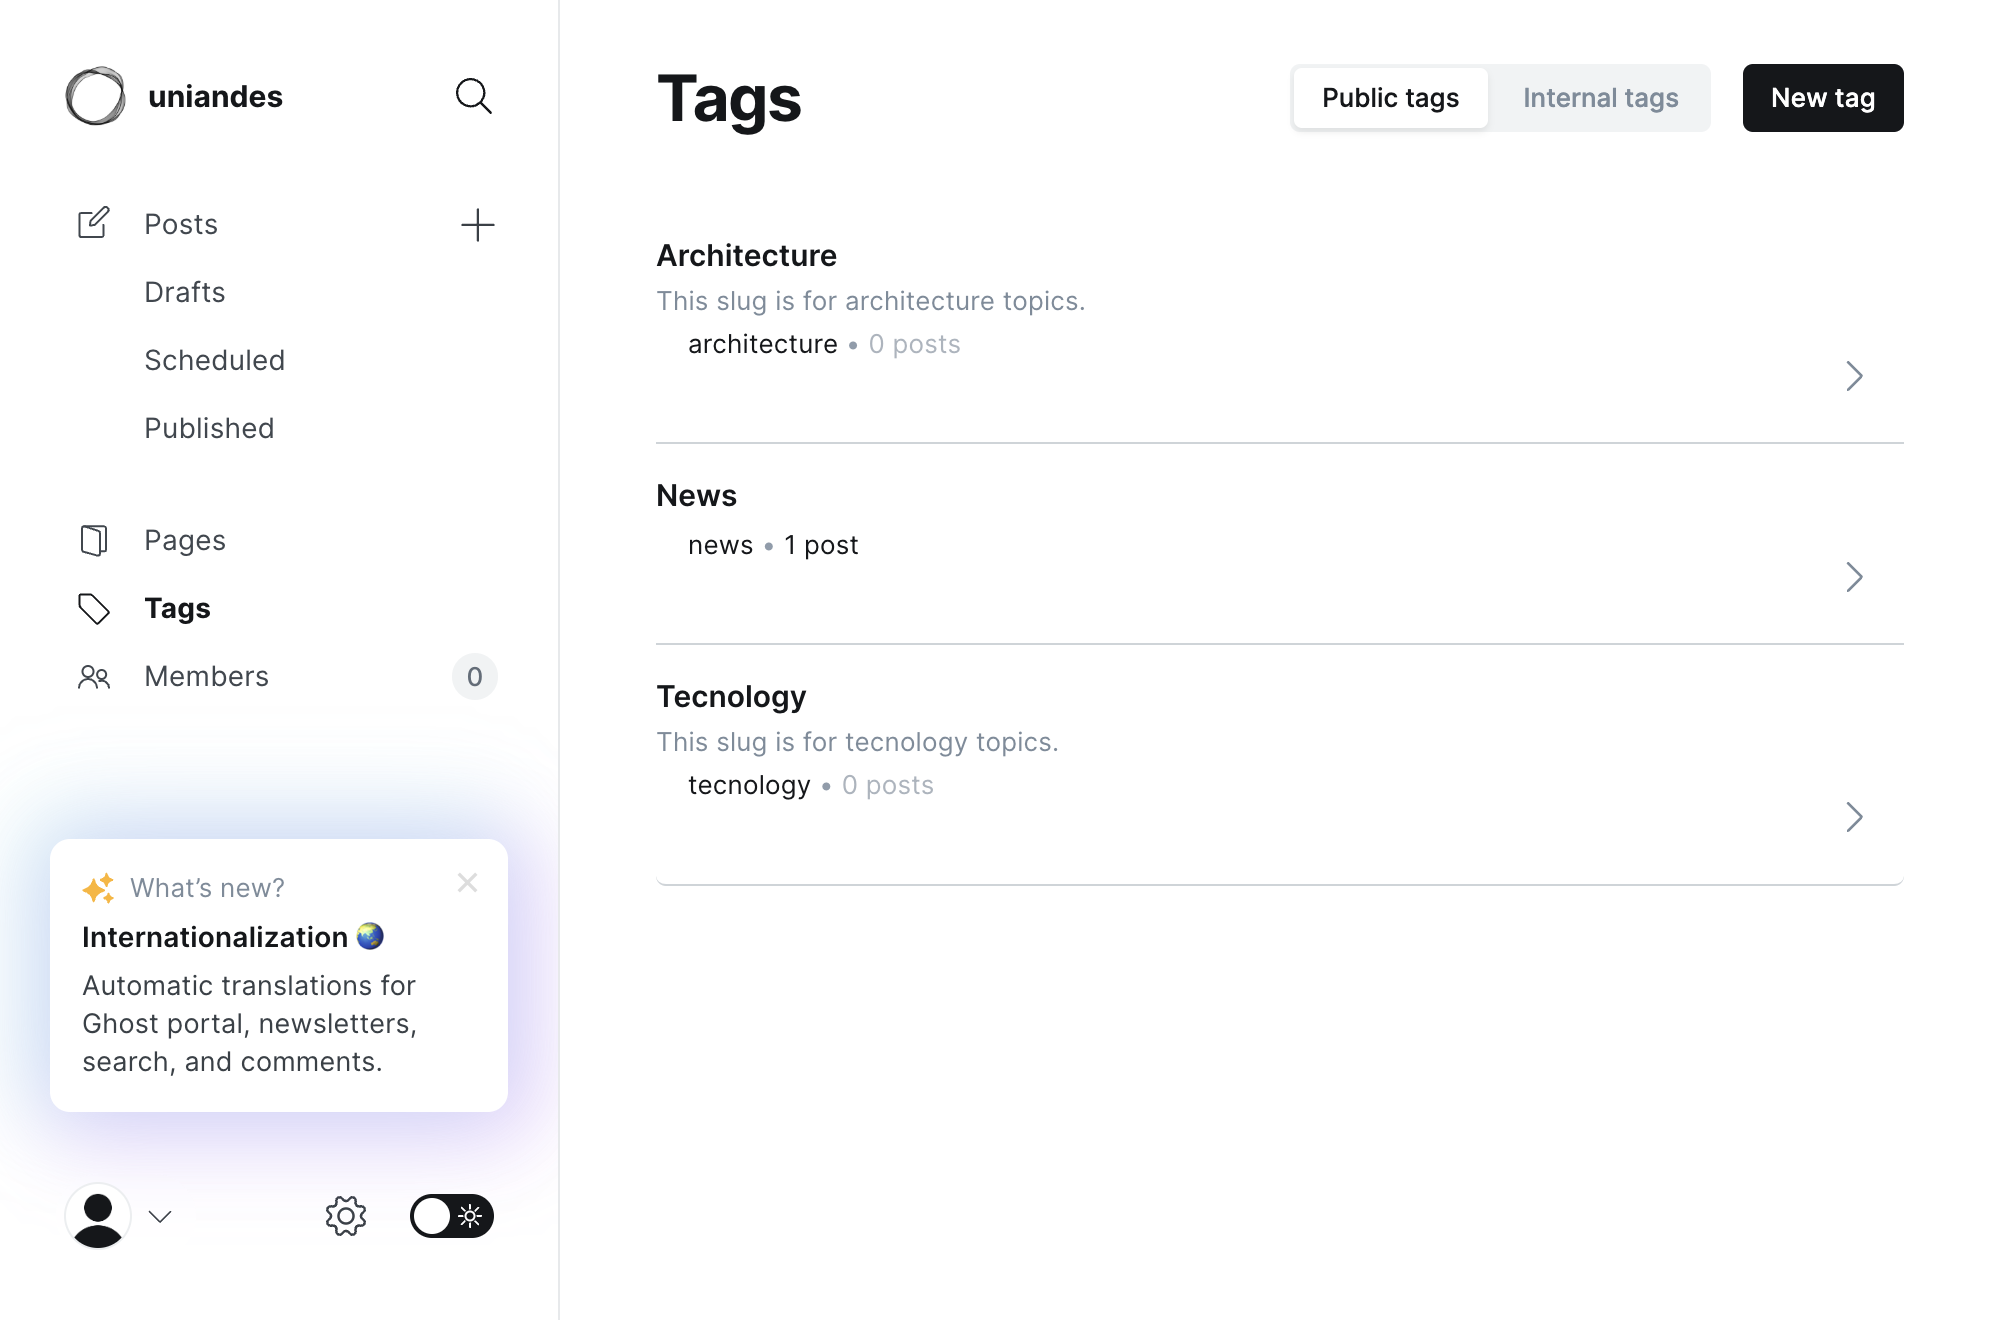 uniandes
Posts
Drafts
Scheduled
Published
Pages
Tags
Members 0
What’s new?
Internationalization
Automatic translations for
Ghost portal, newsletters,
search, and comments.
Tags
Public tags Internal tags New tag
Architecture
This slug is for architecture topics.
architecture • 0 posts
News
news • 1 post
Tecnology
This slug is for tecnology topics.
tecnology • 0 posts